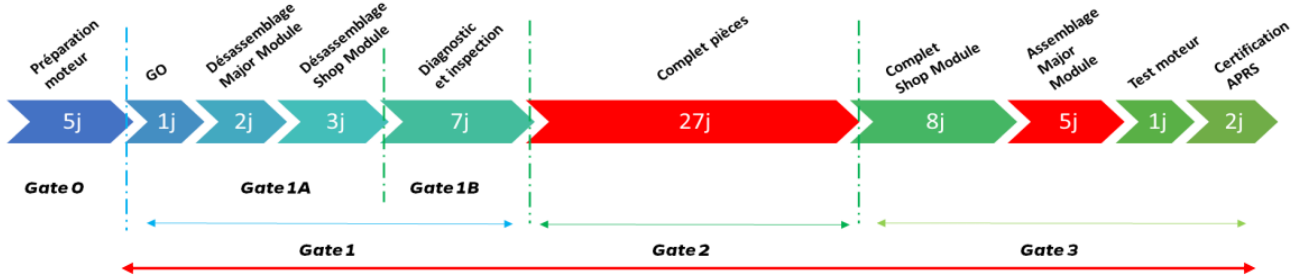 Préparation
moteur
GO
Désassemblage
Major Module
Désassemblage
Shop Module
Diagnostic
et inspection
Complet pièces
Complet
Shop Module
Assemblage
Major
Module
Test moteur
Certification
APRS
5j
1j
2j
3j
7j
27j
8j
5j
1j
2j
Gate 0
Gate 1A
Gate 1B
Gate 1
Gate 2
Gate 3